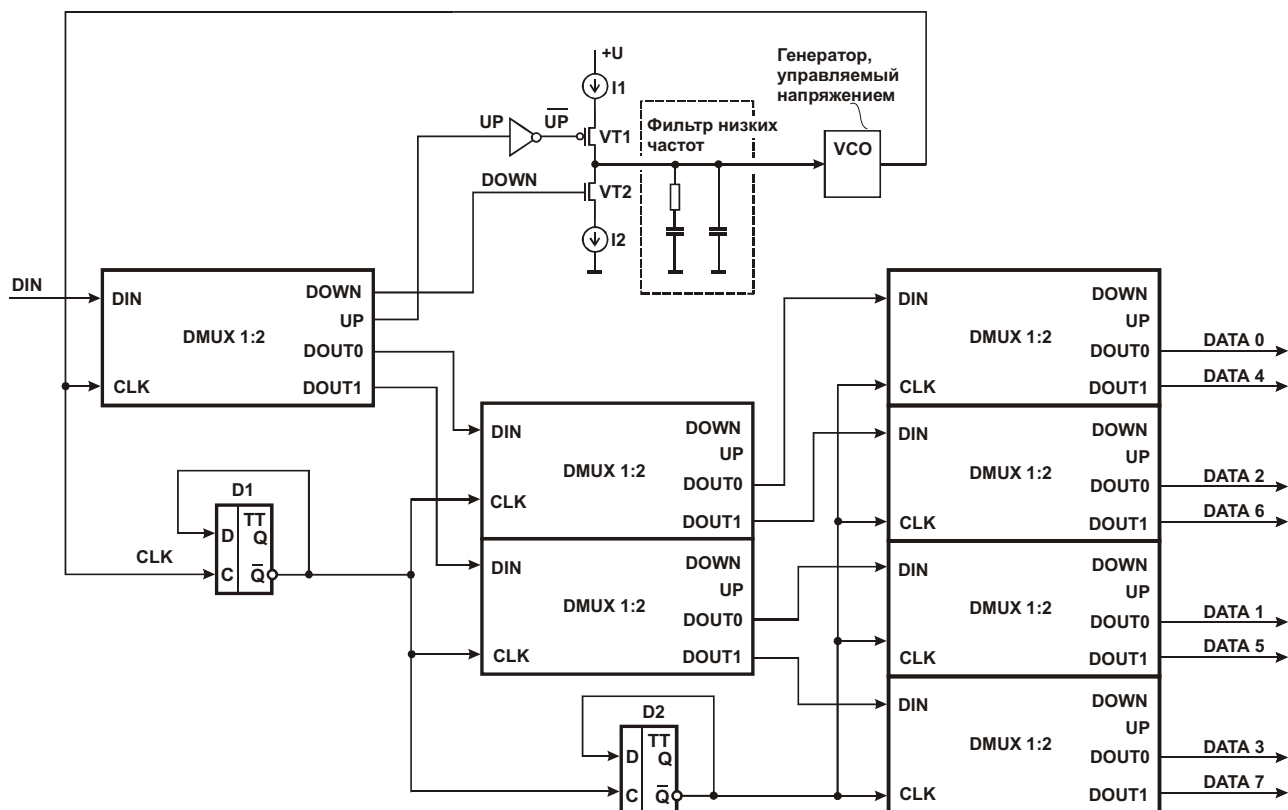 +U
I1
Генератор,
управляемый
напряжением
UP
UP
VT1
Фильтр низких
частот
VCO
DOWN
VT2
I2
DIN
DIN
DOWN
UP
DMUX 1:2
DOUT0
CLK
DOUT1
DIN
DOWN
UP
DMUX 1:2
DOUT0
DATA 0
CLK
DOUT1
DATA 4
DIN
DOWN
UP
DMUX 1:2
DOUT0
CLK
DOUT1
DIN
DOWN
UP
DMUX 1:2
DOUT0
DATA 2
CLK
DOUT1
DATA 6
D1
TT
D
Q
CLK
C
Q
DIN
DOWN
UP
DMUX 1:2
DOUT0
CLK
DOUT1
DIN
DOWN
UP
DMUX 1:2
DOUT0
DATA 1
CLK
DOUT1
DATA 5
D2
TT
D
Q
C
Q
DIN
DOWN
UP
DMUX 1:2
DOUT0
DATA 3
CLK
DOUT1
DATA 7